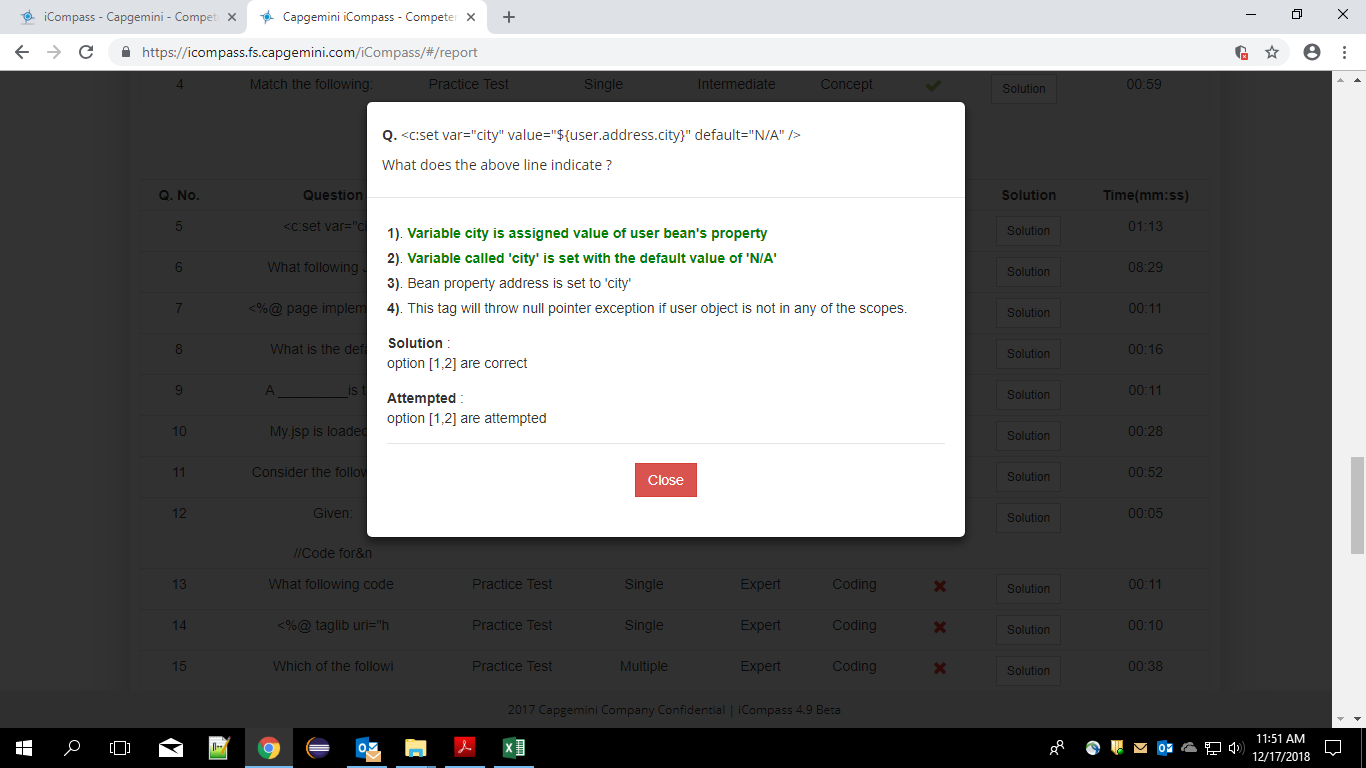 iCompass - Capgemini - Compet
Capgemini iCompass - Competen
https://icompass.fs.capgemini.com/iCompass/#/report
4 Match the following: Practice Test Single Intermediate Concept Solution 00:59
Q. <c:set var="city" value="${user.address.city}" default="N/A" />
What does the above line indicate ?
Q. No. Question Solution Time(mm:ss)
5 <c:set var="ci Solution 01:13
1). Variable city is assigned value of user bean's property
2). Variable called 'city' is set with the default value of 'N/A'
6 What following J Solution 08:29
3). Bean property address is set to 'city'
4). This tag will throw null pointer exception if user object is not in any of the scopes.
7 <%@ page implem Solution 00:11
Solution :
8 What is the defa Solution 00:16
option [1,2] are correct
9 A_________is t Solution 00:11
Attempted :
option [1,2] are attempted
10 My.jsp is loaded Solution 00:28
11 Consider the follow Solution 00:52
Close
12 Given: Solution 00:05
//Code for&n
13 What following code Practice Test Single Expert Coding Solution 00:11
14 <%@ taglib uri="h Practice Test Single Expert Coding Solution 00:10
15 Which of the followi Practice Test Multiple Expert Coding Solution 00:38
2017 Capgemini Company Confidential | iCompass 4.9 Beta
11:51 AM
12/17/2018